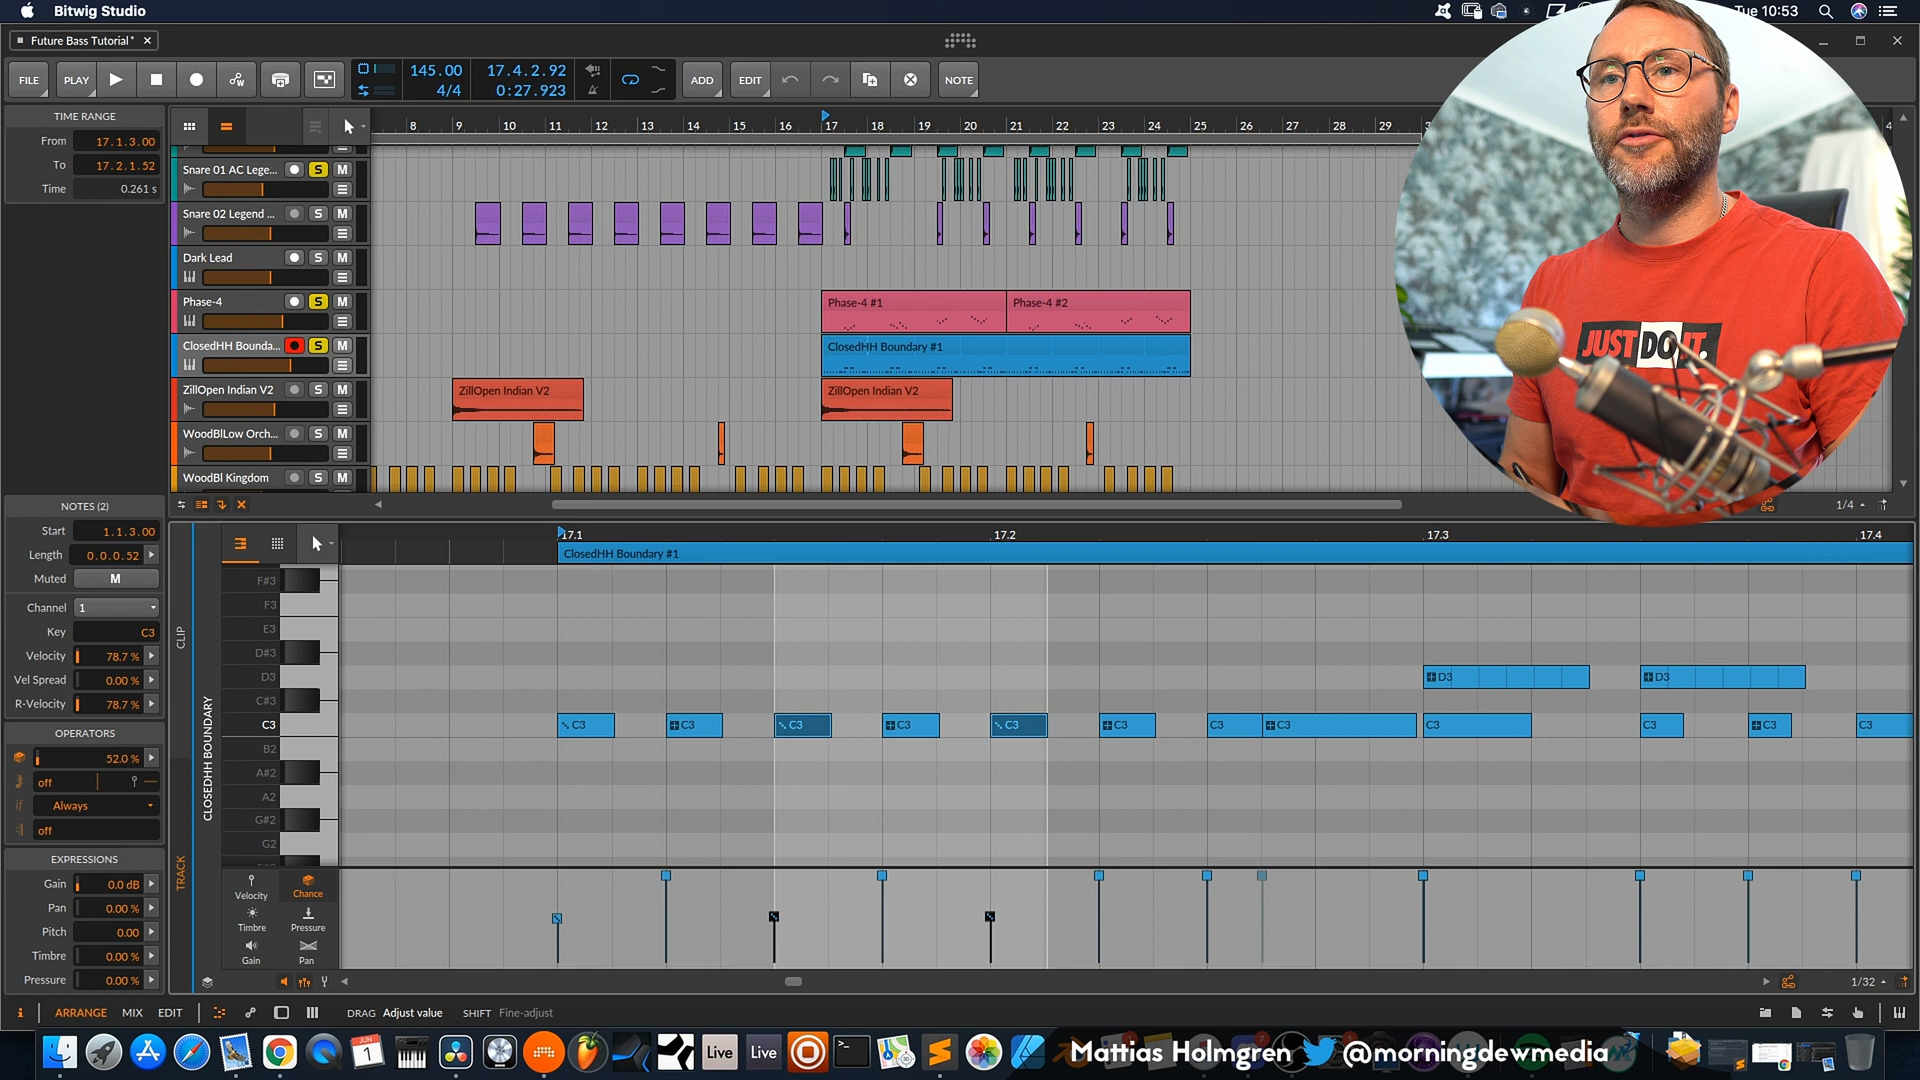 Bitwig Studio
Tue 10:53
Future Bass Tutorial*
FILE
PLAY
145.00
4/4
17.4.2.92
0:27.923
ADD
EDIT
NOTE
TIME RANGE
From 17.1.3.00
To 17.2.1.52
Time 0.261 s
8 9 10 11 12 13 14 15 16 17 18 19 20 21 22 23 24 25 26 27 28 29
Snare 01 AC Lege... S M
Snare 02 Legend ... S M
Dark Lead S M
Phase-4 S M
Phase-4 #1
Phase-4 #2
ClosedHH Bounda... S M
ClosedHH Boundary #1
ZillOpen Indian V2 S M
ZillOpen Indian V2
ZillOpen Indian V2
WoodBlLow Orch... S M
WoodBl Kingdom S M
1/4
JUST DO IT.
NOTES (2)
Start 1.1.3.00
Length 0.0.0.52
Muted M
Channel 1
Key C3
Velocity 78.7 %
Vel Spread 0.00 %
R-Velocity 78.7 %
OPERATORS
52.0 %
off
if Always
off
EXPRESSIONS
Gain 0.0 dB
Pan 0.00 %
Pitch 0.00
Timbre 0.00 %
Pressure 0.00 %
CLIP
TRACK
CLOSEDHH BOUNDARY
17.1 17.2 17.3 17.4
ClosedHH Boundary #1
F#3
F3
E3
D#3
D3 D3 D3
C#3
C3 C3 C3 C3 C3 C3 C3 C3 C3 C3 C3 C3 C3
B2
A#2
A2
G#2
G2
Velocity
Chance
Timbre
Pressure
Gain
Pan
1/32
i ARRANGE MIX EDIT
DRAG Adjust value SHIFT Fine-adjust
JUN
1
Live
Live
Mattias Holmgren @morningdewmedia